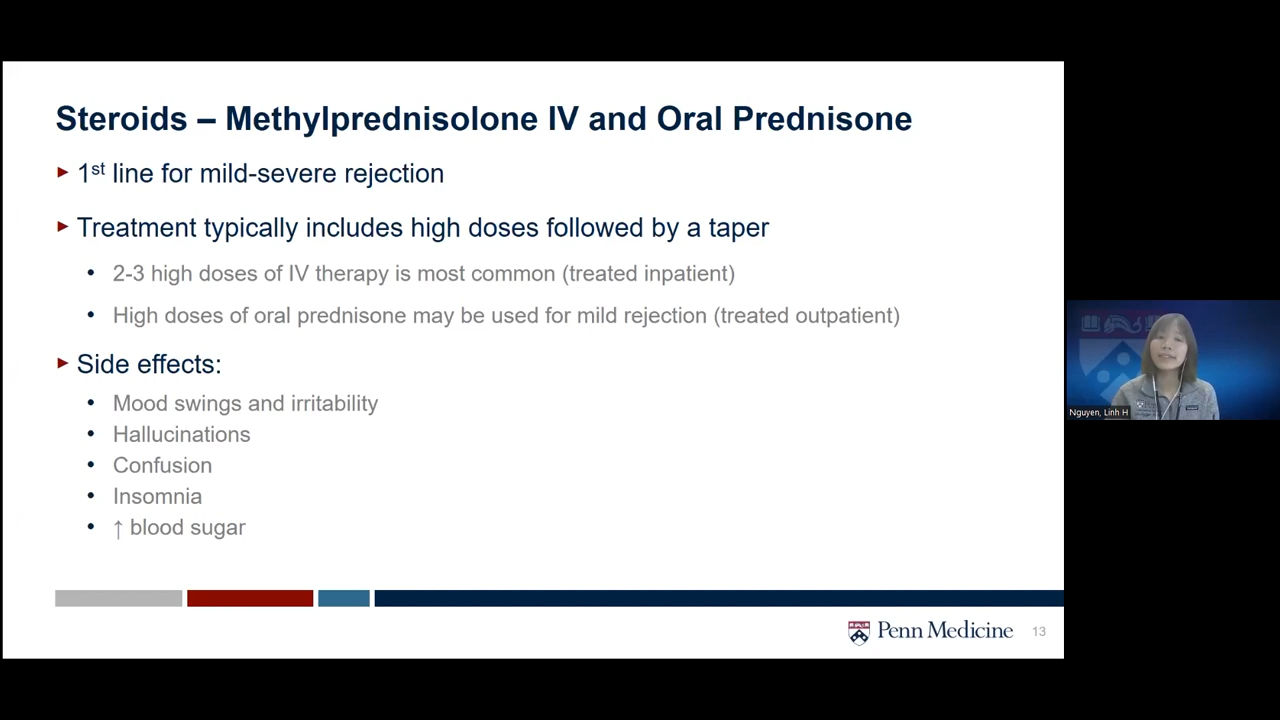 Steroids – Methylprednisolone IV and Oral Prednisone
1st line for mild-severe rejection
Treatment typically includes high doses followed by a taper
2-3 high doses of IV therapy is most common (treated inpatient)
High doses of oral prednisone may be used for mild rejection (treated outpatient)
Side effects:
Mood swings and irritability
Hallucinations
Confusion
Insomnia
↑ blood sugar
Nguyen, Linh H
Penn Medicine
13